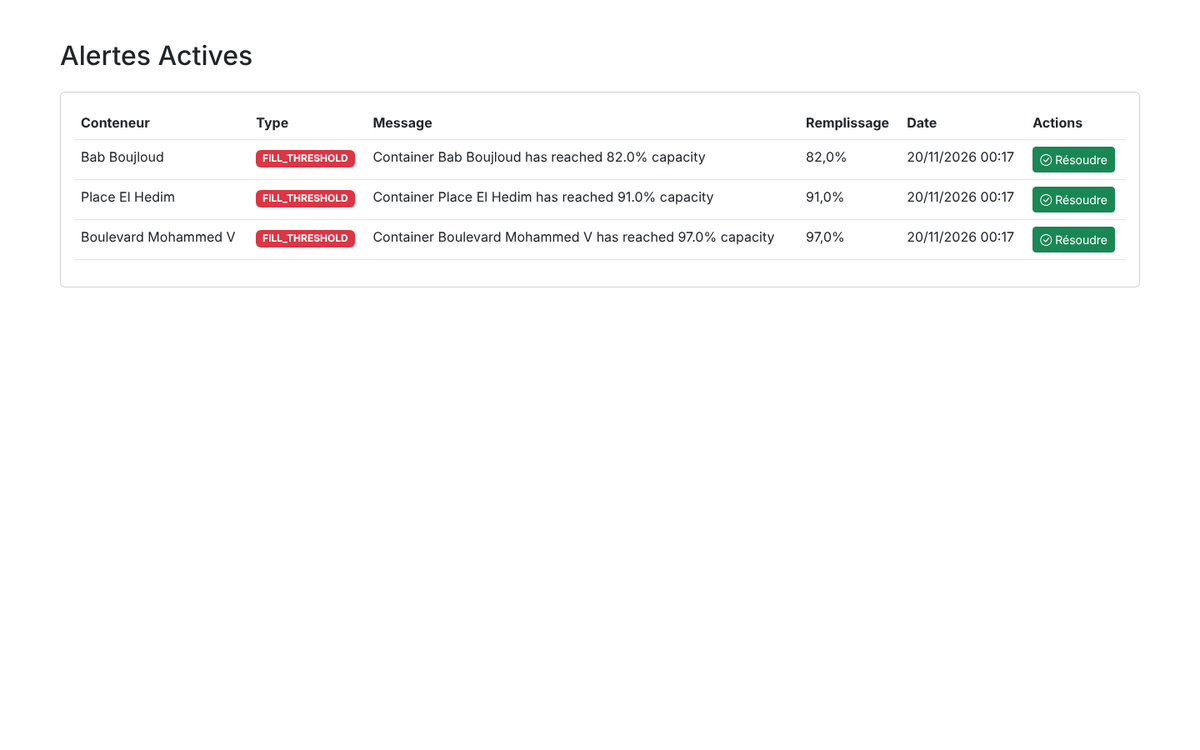 Alertes Actives
Conteneur Type Message Remplissage Date Actions
Bab Boujloud FILL_THRESHOLD Container Bab Boujloud has reached 82.0% capacity 82,0% 20/11/2026 00:17 Résoudre
Place El Hedim FILL_THRESHOLD Container Place El Hedim has reached 91.0% capacity 91,0% 20/11/2026 00:17 Résoudre
Boulevard Mohammed V FILL_THRESHOLD Container Boulevard Mohammed V has reached 97.0% capacity 97,0% 20/11/2026 00:17 Résoudre